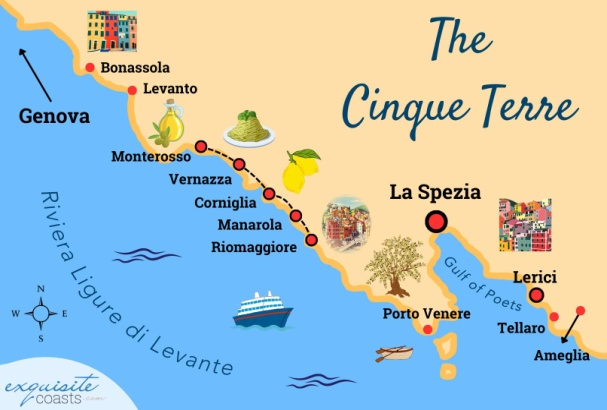 The
Cinque Terre
Bonassola
Levanto
Genova
Monterosso
Vernazza
Corniglia
Manarola
Riomaggiore
La Spezia
Gulf of Poets
Lerici
Tellaro
Ameglia
Porto Venere
Riviera Ligure di Levante
N
W E
S
exquisite
coasts.com